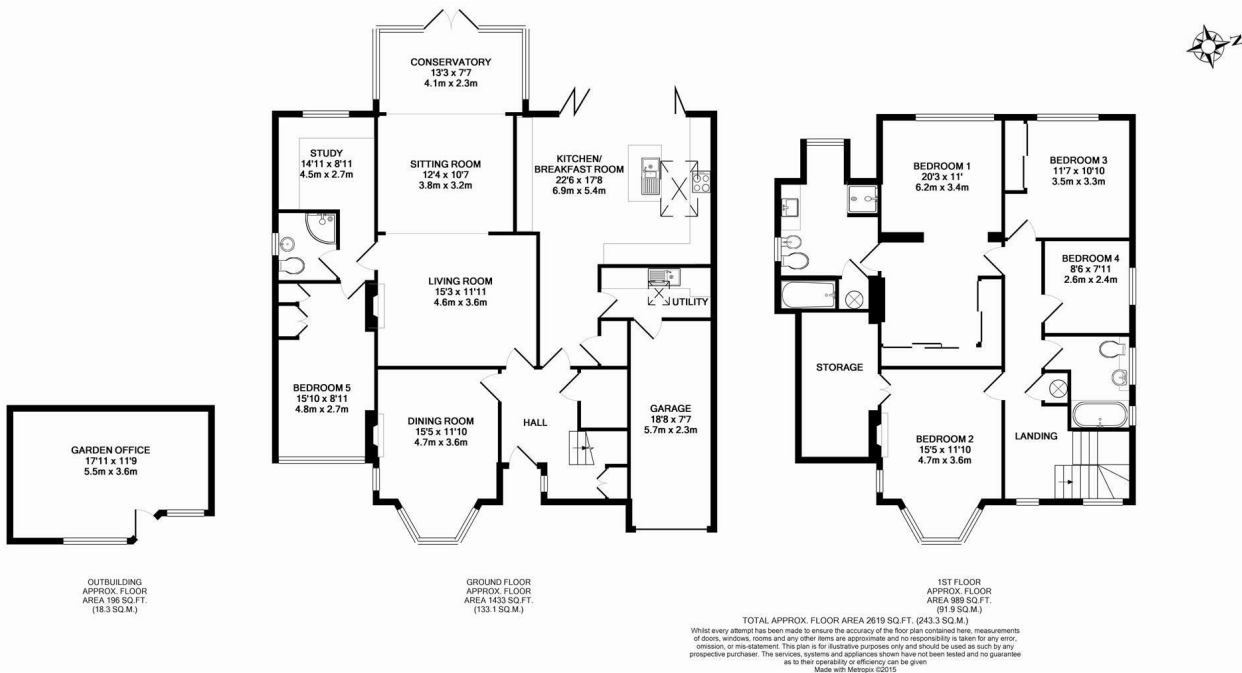 N
CONSERVATORY
13'3 x 7'7
4.1m x 2.3m
STUDY
14'11 x 8'11
4.5m x 2.7m
SITTING ROOM
12'4 x 10'7
3.8m x 3.2m
KITCHEN/
BREAKFAST ROOM
22'6 x 17'8
6.9m x 5.4m
LIVING ROOM
15'3 x 11'11
4.6m x 3.6m
UTILITY
BEDROOM 5
15'10 x 8'11
4.8m x 2.7m
DINING ROOM
15'5 x 11'10
4.7m x 3.6m
HALL
GARAGE
18'8 x 7'7
5.7m x 2.3m
BEDROOM 1
20'3 x 11'
6.2m x 3.4m
BEDROOM 3
11'7 x 10'10
3.5m x 3.3m
BEDROOM 4
8'6 x 7'11
2.6m x 2.4m
STORAGE
BEDROOM 2
15'5 x 11'10
4.7m x 3.6m
LANDING
GARDEN OFFICE
17'11 x 11'9
5.5m x 3.6m
OUTBUILDING
APPROX. FLOOR
AREA 196 SQ.FT.
(18.3 SQ.M.)
GROUND FLOOR
APPROX. FLOOR
AREA 1433 SQ.FT.
(133.1 SQ.M.)
1ST FLOOR
APPROX. FLOOR
AREA 989 SQ.FT.
(91.9 SQ.M.)
TOTAL APPROX. FLOOR AREA 2619 SQ.FT. (243.3 SQ.M.)
Whilst every attempt has been made to ensure the accuracy of the floor plan contained here, measurements
of doors, windows, rooms and any other items are approximate and no responsibility is taken for any error,
omission, or mis-statement. This plan is for illustrative purposes only and should be used as such by any
prospective purchaser. The services, systems and appliances shown have not been tested and no guarantee
as to their operability or efficiency can be given
Made with Metropix ©2015